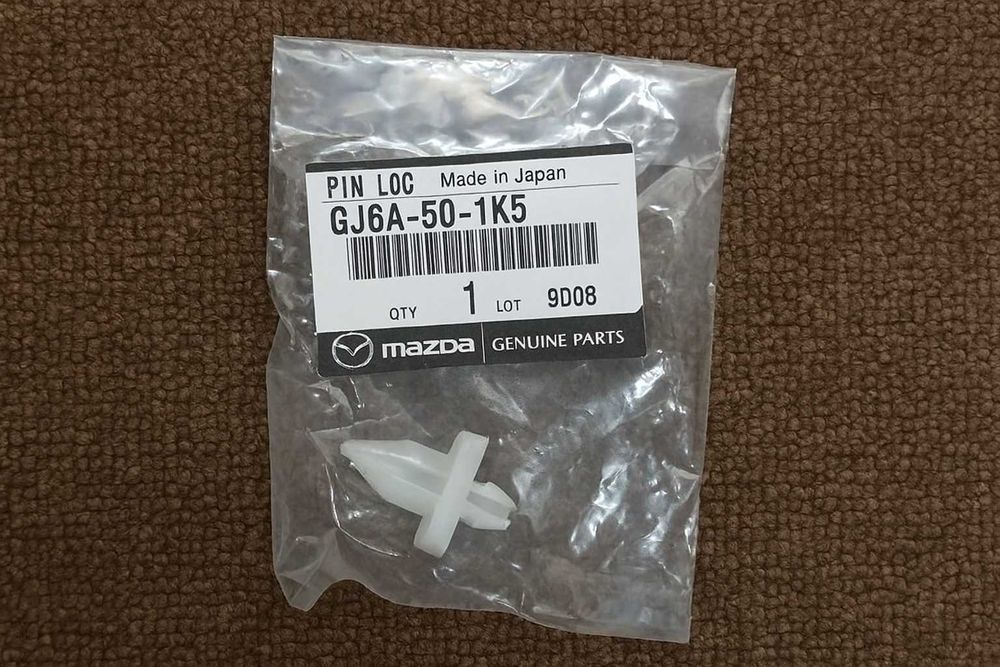 PIN LOC Made in Japan
GJ6A-50-1K5
QTY 1 LOT 9D08
mazda GENUINE PARTS